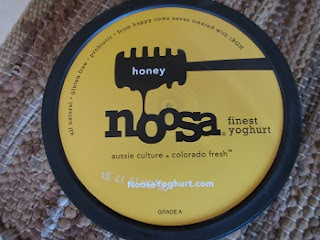 all natural • gluten free • probiotic • from happy cows never treated with rBGH
honey
noosa®
finest
yoghurt
aussie culture • colorado fresh™
NoosaYoghurt.com
GRADE A